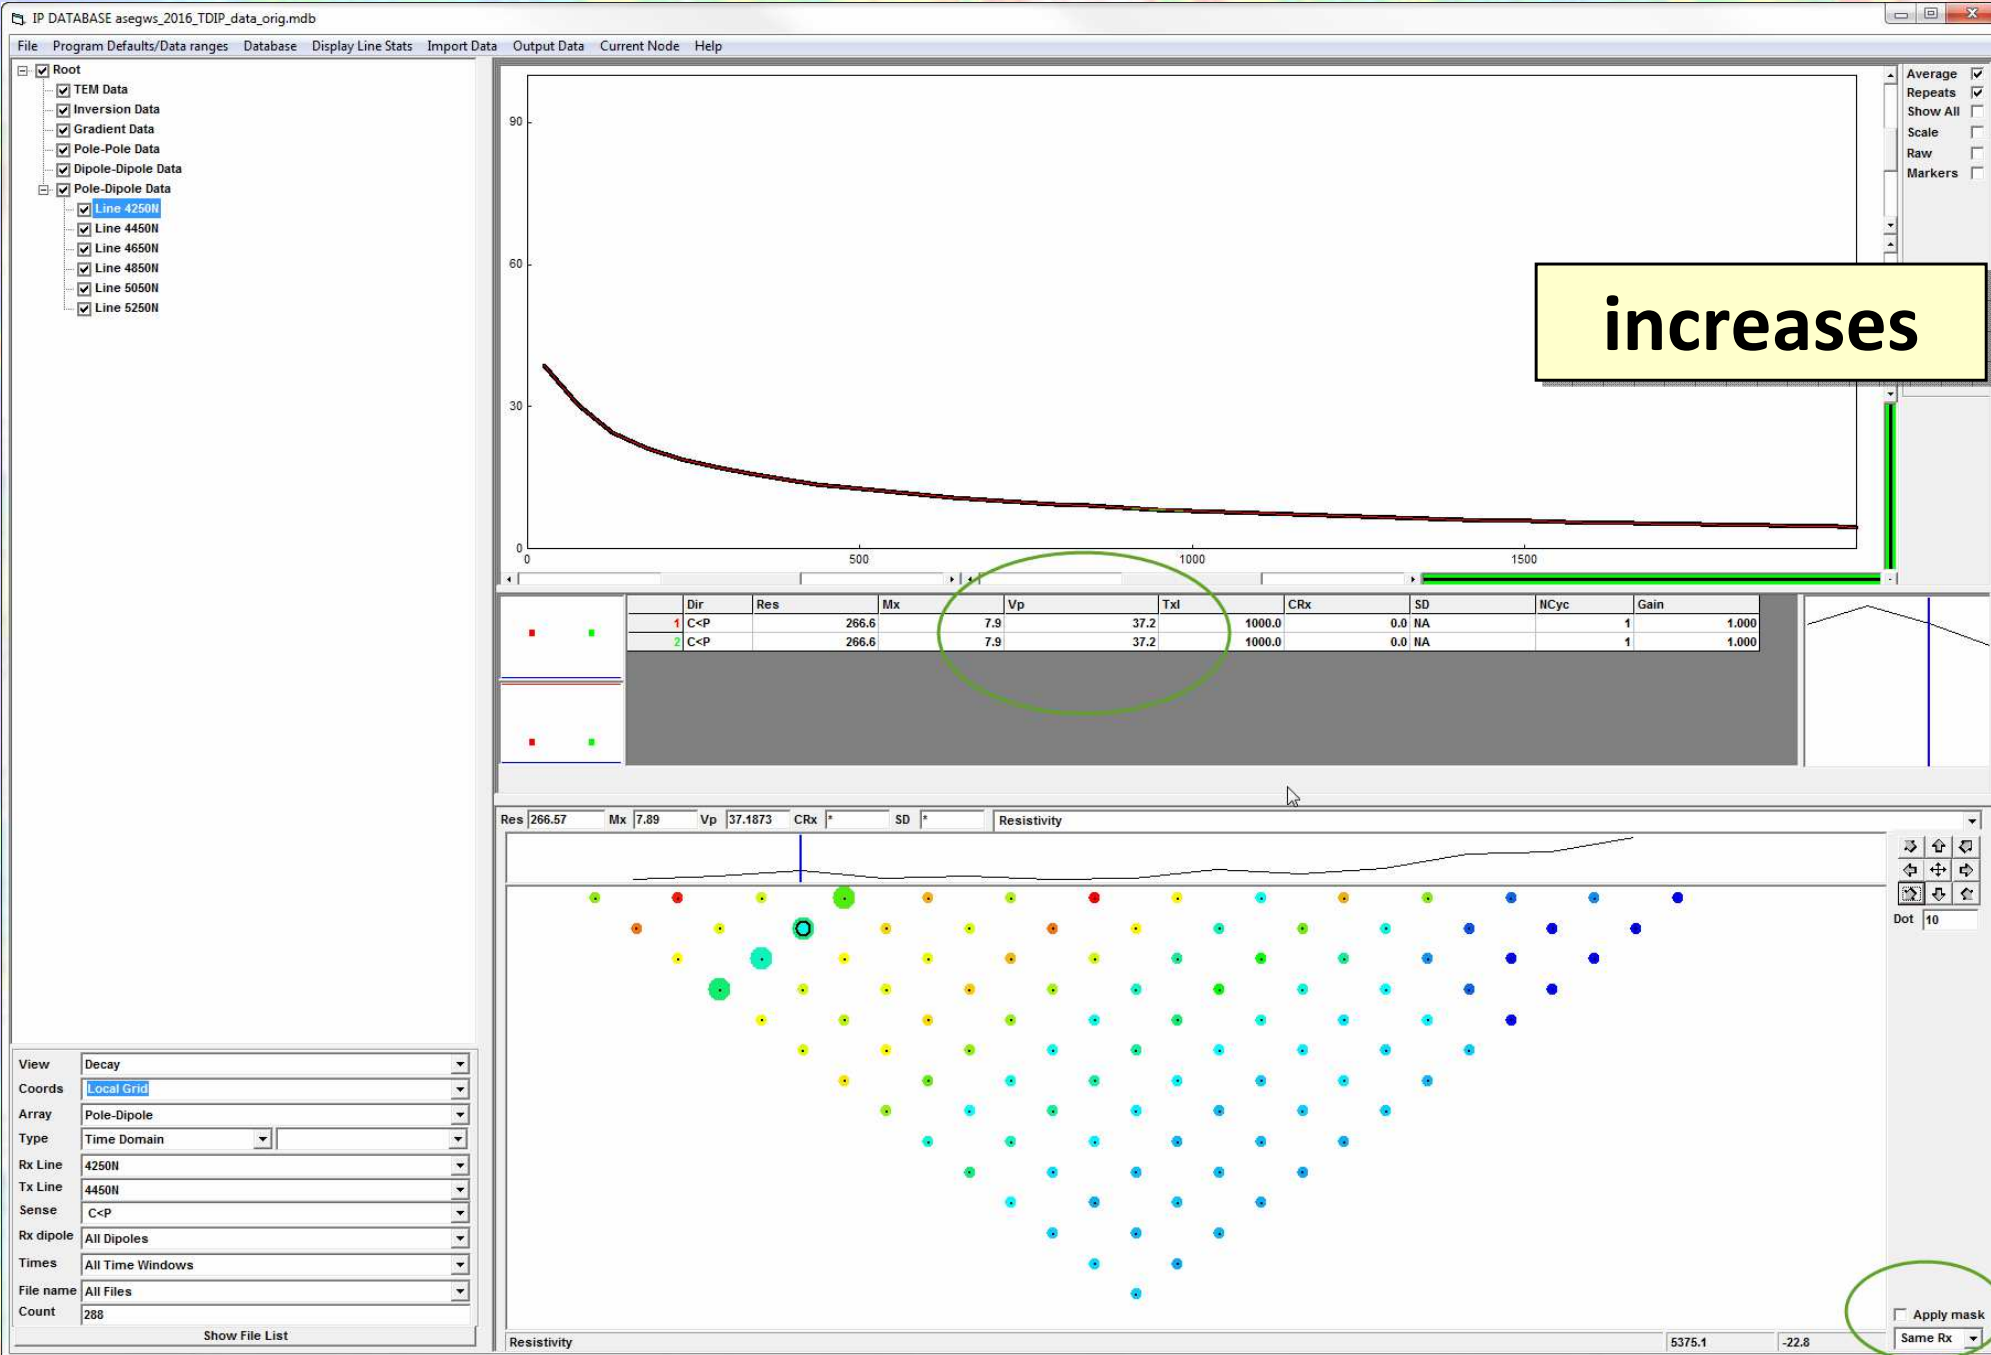 IP DATABASE asegws_2016_TDIP_data_orig.mdb
File Program Defaults/Data ranges Database Display Line Stats Import Data Output Data Current Node Help
Root
TEM Data
Inversion Data
Gradient Data
Pole-Pole Data
Dipole-Dipole Data
Pole-Dipole Data
Line 4250N
Line 4450N
Line 4650N
Line 4850N
Line 5050N
Line 5250N
90
60
30
0
0 500 1000 1500
Average
Repeats
Show All
Scale
Raw
Markers
increases
Dir Res Mx Vp TxI CRx SD NCyc Gain
1 C<P 266.6 7.9 37.2 1000.0 0.0 NA 1 1.000
2 C<P 266.6 7.9 37.2 1000.0 0.0 NA 1 1.000
Res 266.57 Mx 7.89 Vp 37.1873 CRx * SD * Resistivity
Dot 10
View Decay
Coords Local Grid
Array Pole-Dipole
Type Time Domain
Rx Line 4250N
Tx Line 4450N
Sense C<P
Rx dipole All Dipoles
Times All Time Windows
File name All Files
Count 288
Show File List
Apply mask
Same Rx
Resistivity 5375.1 -22.8